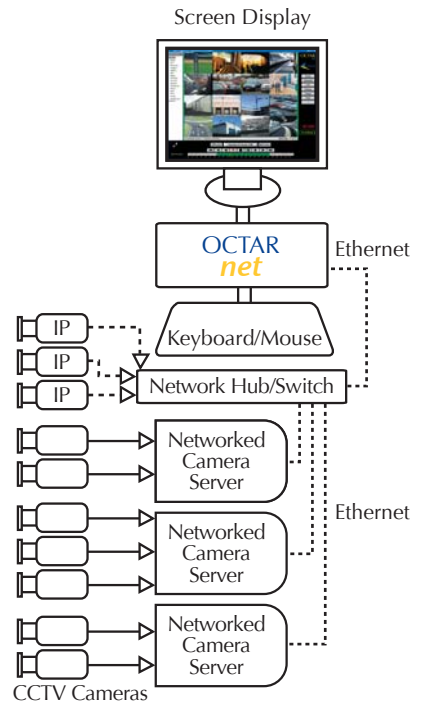 Screen Display
OCTAR
net
Ethernet
Keyboard/Mouse
IP
IP
IP
Network Hub/Switch
Networked
Camera
Server
Networked
Camera
Server
Ethernet
Networked
Camera
Server
CCTV Cameras